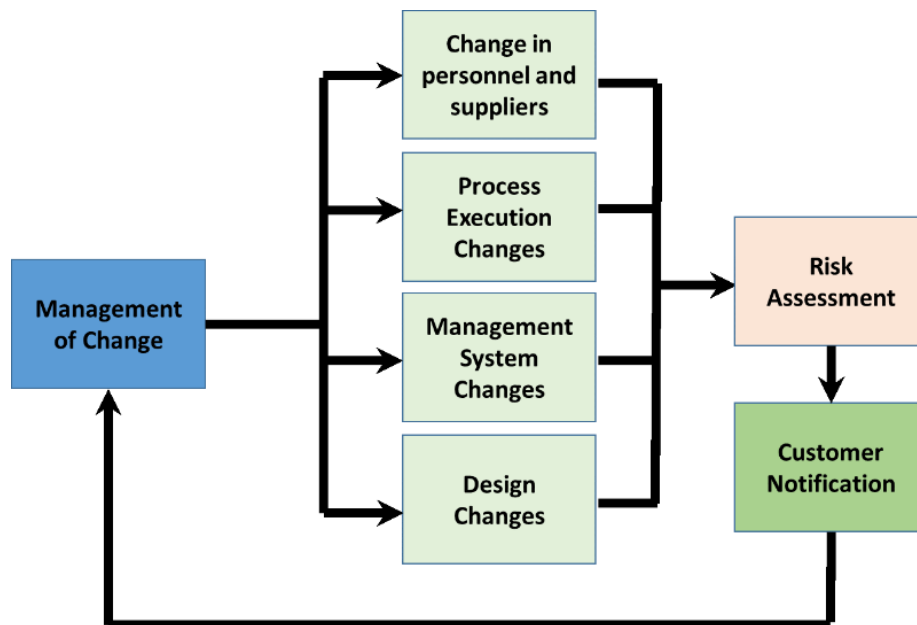 Change in
personnel and
suppliers
Process
Execution
Changes
Risk
Assessment
Management
of Change
Management
System
Changes
Customer
Notification
Design
Changes